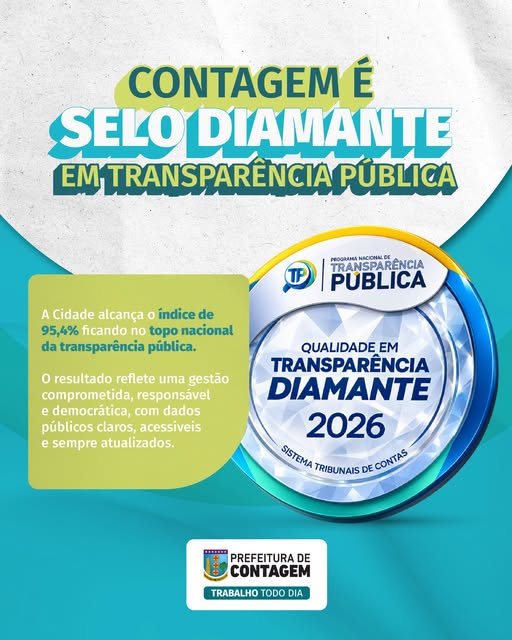 CONTAGEM É
SELO DIAMANTE
EM TRANSPARÊNCIA PÚBLICA
A Cidade alcança o índice de
95,4% ficando no topo nacional
da transparência pública.
O resultado reflete uma gestão
comprometida, responsável
e democrática, com dados
públicos claros, acessiveis
e sempre atualizados.
TP
PROGRAMA NACIONAL DE
TRANSPARÊNCIA
PÚBLICA
QUALIDADE EM
TRANSPARÊNCIA
DIAMANTE
2026
SISTEMA TRIBUNAIS DE CONTAS
PREFEITURA DE
CONTAGEM
TRABALHO TODO DIA